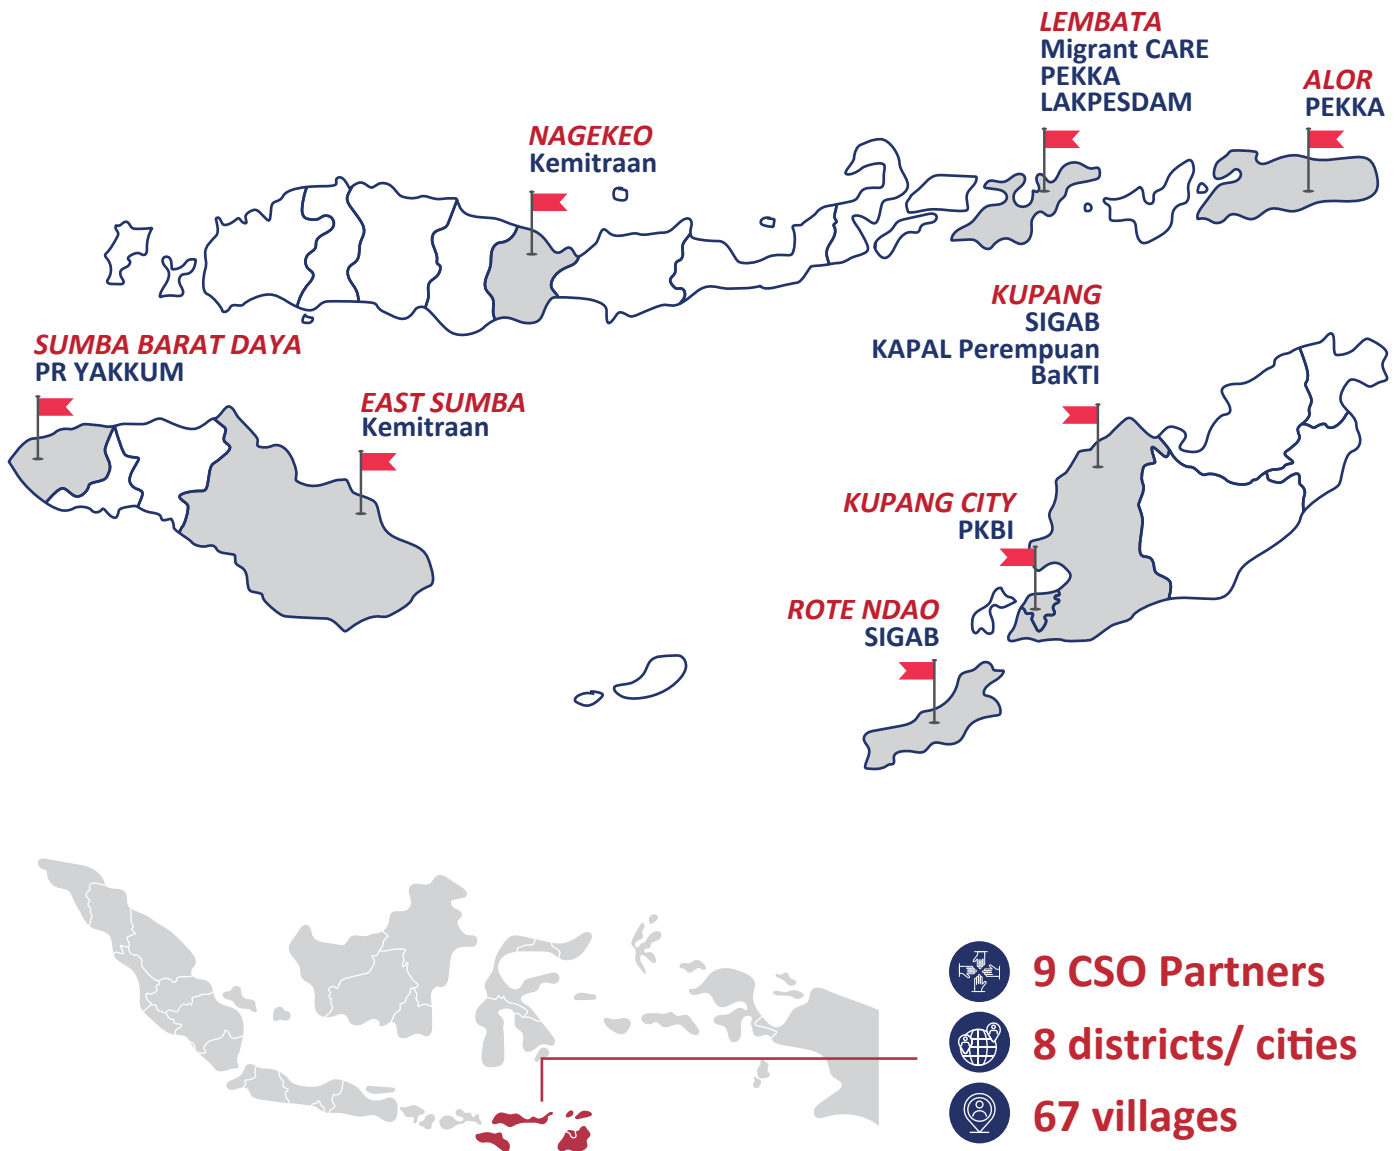 LEMBATA
Migrant CARE
PEKKA
LAKPESDAM
ALOR
PEKKA
NAGEKEO
Kemitraan
KUPANG
SIGAB
KAPAL Perempuan
BaKTI
SUMBA BARAT DAYA
PR YAKKUM
EAST SUMBA
Kemitraan
KUPANG CITY
PKBI
ROTE NDAO
SIGAB
9 CSO Partners
8 districts/ cities
67 villages